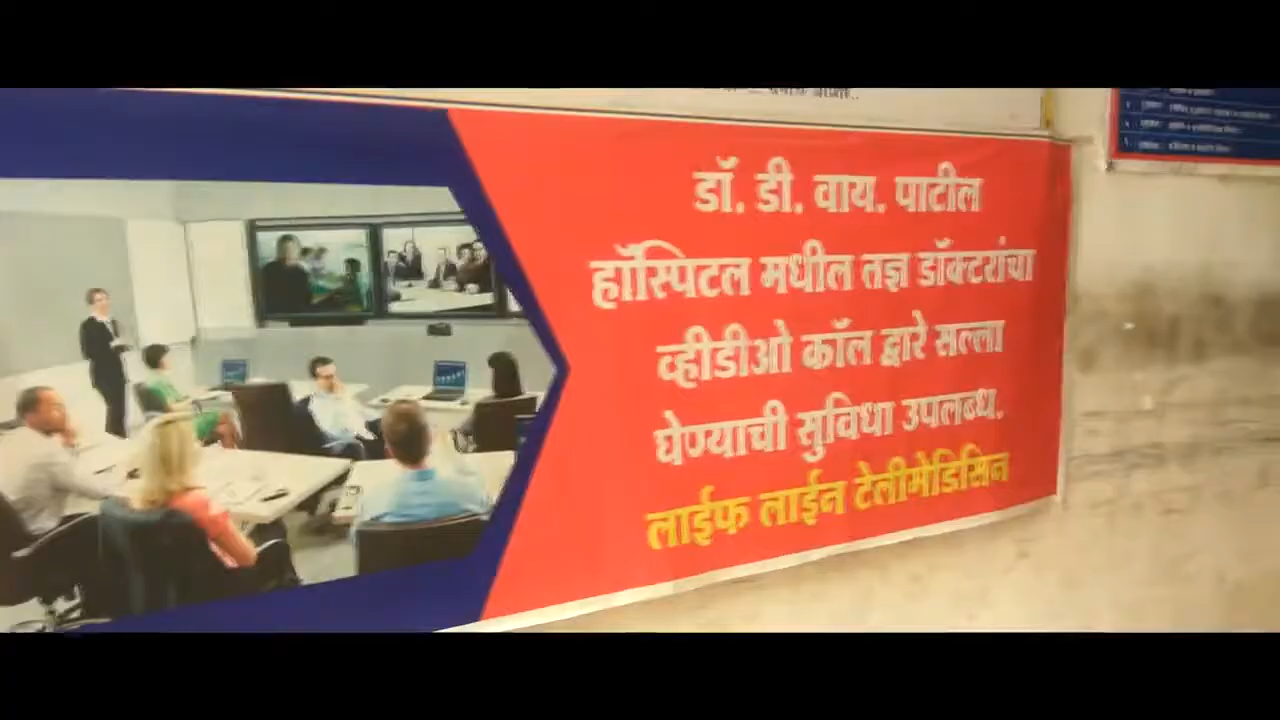 डॉ. डी. वाय. पाटील
हॉस्पिटल मधील तज्ञ डॉक्टरांचा
व्हीडीओ कॉल द्वारे सल्ला
घेण्याची सुविधा उपलब्ध.
लाईफ लाईन टेलीमेडिसिन